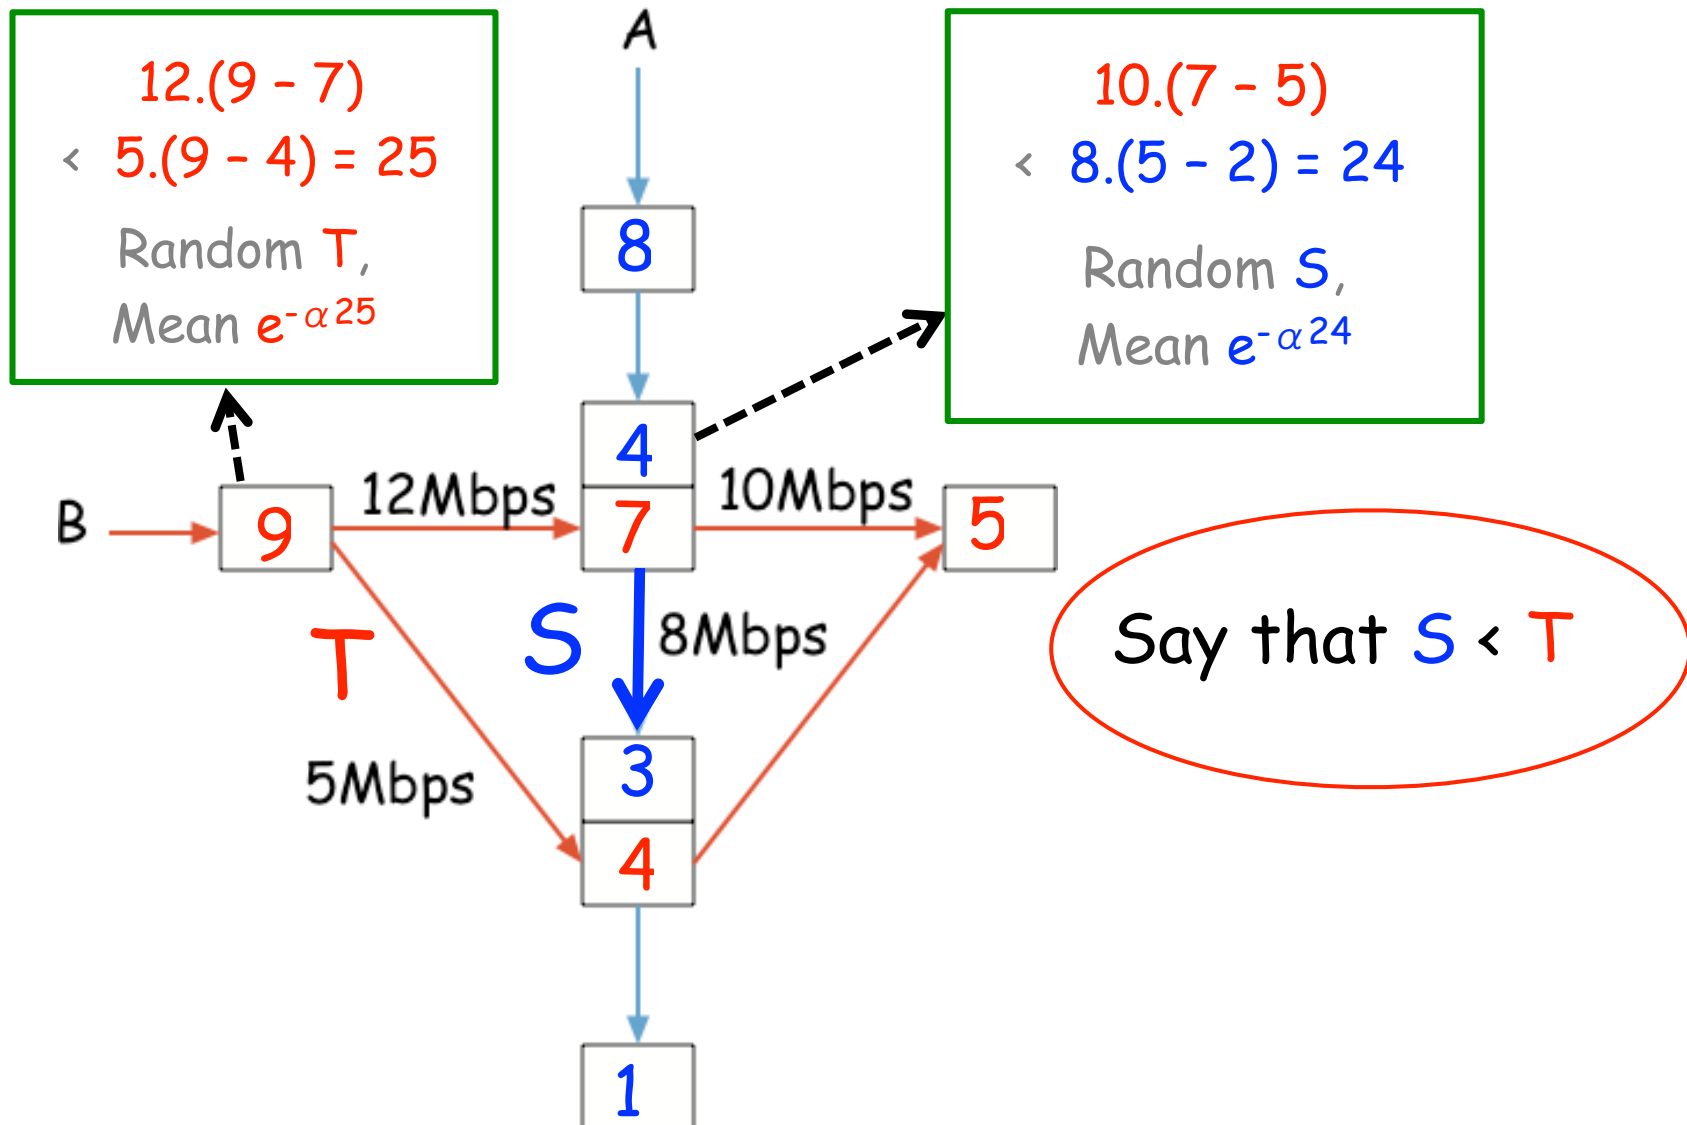 12.(9 - 7)
< 5.(9 - 4) = 25
Random T,
Mean e^-α25
A
10.(7 - 5)
< 8.(5 - 2) = 24
Random S,
Mean e^-α24
8
4
12Mbps
10Mbps
B
9
7
5
T
S
8Mbps
Say that S < T
5Mbps
3
4
1